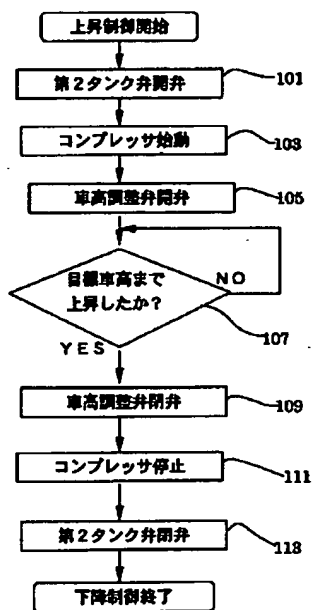 上昇制御開始
第2タンク弁開弁
101
コンプレッサ始動
103
車高調整弁開弁
105
目標車高まで
上昇したか?
NO
107
YES
車高調整弁閉弁
109
コンプレッサ停止
111
第2タンク弁閉弁
113
下降制御終了